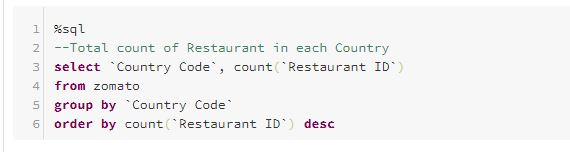 1 %sql
2 --Total count of Restaurant in each Country
3 select `Country Code`, count(`Restaurant ID`)
4 from zomato
5 group by `Country Code`
6 order by count(`Restaurant ID`) desc